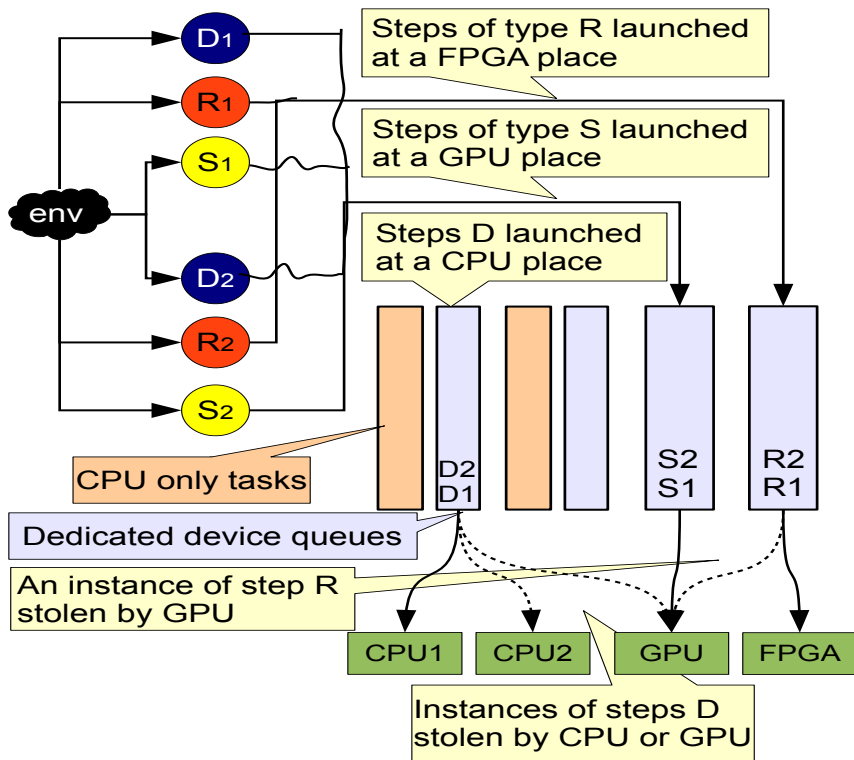 D1
Steps of type R launched
at a FPGA place
R1
Steps of type S launched
at a GPU place
S1
env
Steps D launched
at a CPU place
D2
R2
S2
CPU only tasks
D2
D1
S2
S1
R2
R1
Dedicated device queues
An instance of step R
stolen by GPU
CPU1
CPU2
GPU
FPGA
Instances of steps D
stolen by CPU or GPU